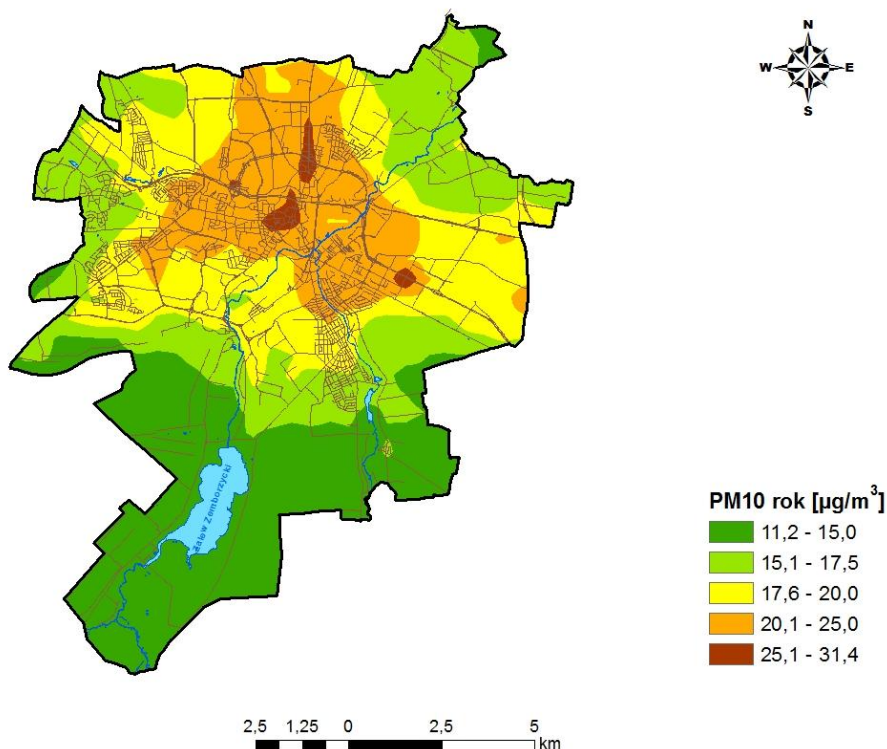 N
W E
S
Zalew Zemborzycki
PM10 rok [µg/m³]
11,2 - 15,0
15,1 - 17,5
17,6 - 20,0
20,1 - 25,0
25,1 - 31,4
2,5 1,25 0 2,5 5
km